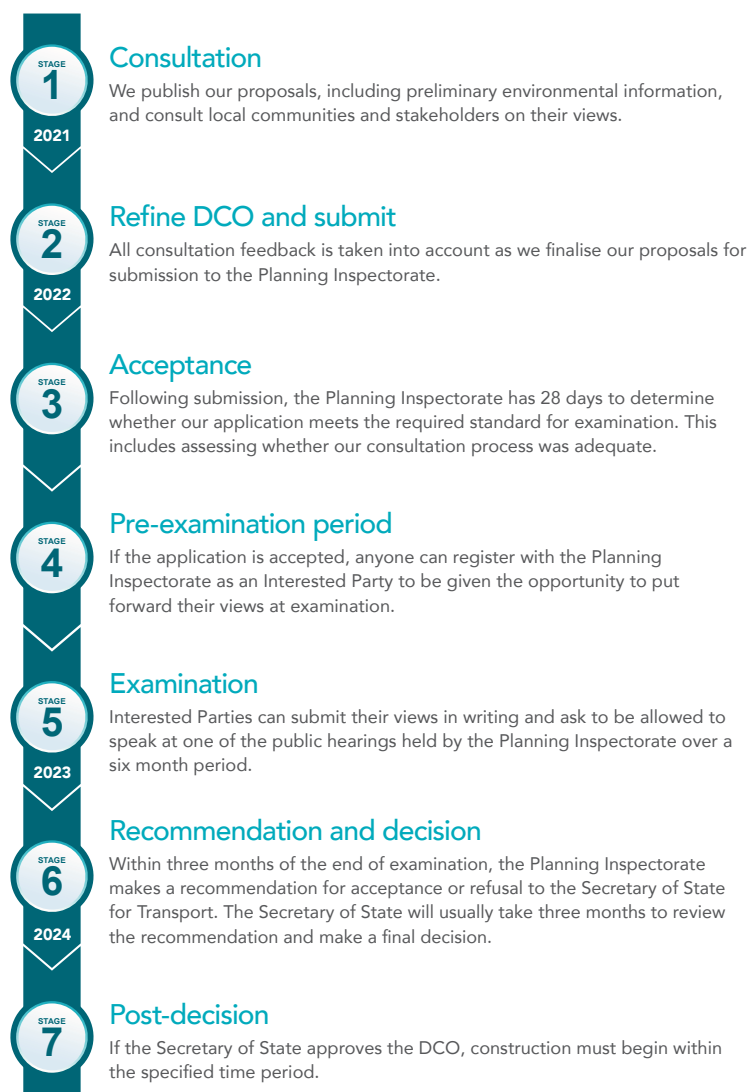 STAGE
1
2021
Consultation
We publish our proposals, including preliminary environmental information,
and consult local communities and stakeholders on their views.
STAGE
2
2022
Refine DCO and submit
All consultation feedback is taken into account as we finalise our proposals for
submission to the Planning Inspectorate.
STAGE
3
Acceptance
Following submission, the Planning Inspectorate has 28 days to determine
whether our application meets the required standard for examination. This
includes assessing whether our consultation process was adequate.
STAGE
4
Pre-examination period
If the application is accepted, anyone can register with the Planning
Inspectorate as an Interested Party to be given the opportunity to put
forward their views at examination.
STAGE
5
2023
Examination
Interested Parties can submit their views in writing and ask to be allowed to
speak at one of the public hearings held by the Planning Inspectorate over a
six month period.
STAGE
6
2024
Recommendation and decision
Within three months of the end of examination, the Planning Inspectorate
makes a recommendation for acceptance or refusal to the Secretary of State
for Transport. The Secretary of State will usually take three months to review
the recommendation and make a final decision.
STAGE
7
Post-decision
If the Secretary of State approves the DCO, construction must begin within
the specified time period.